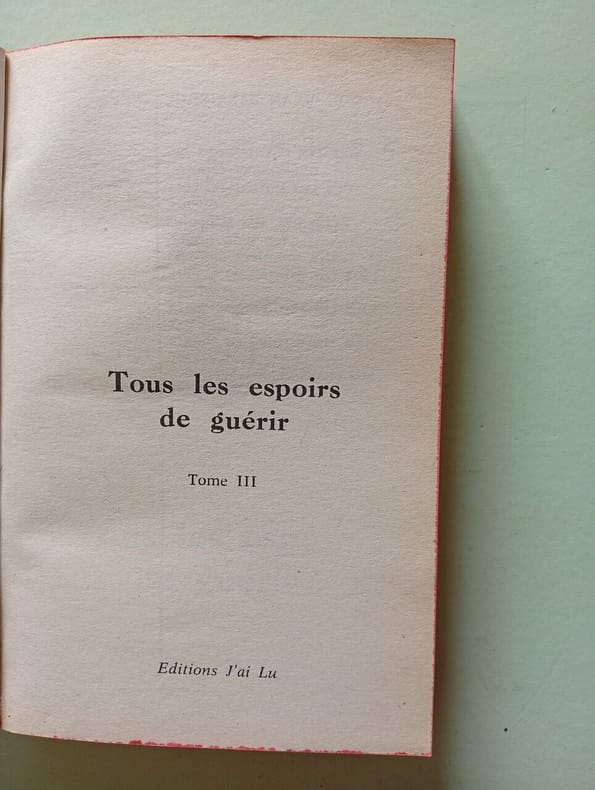 Tous les espoirs
de guérir
Tome III
Editions J'ai Lu